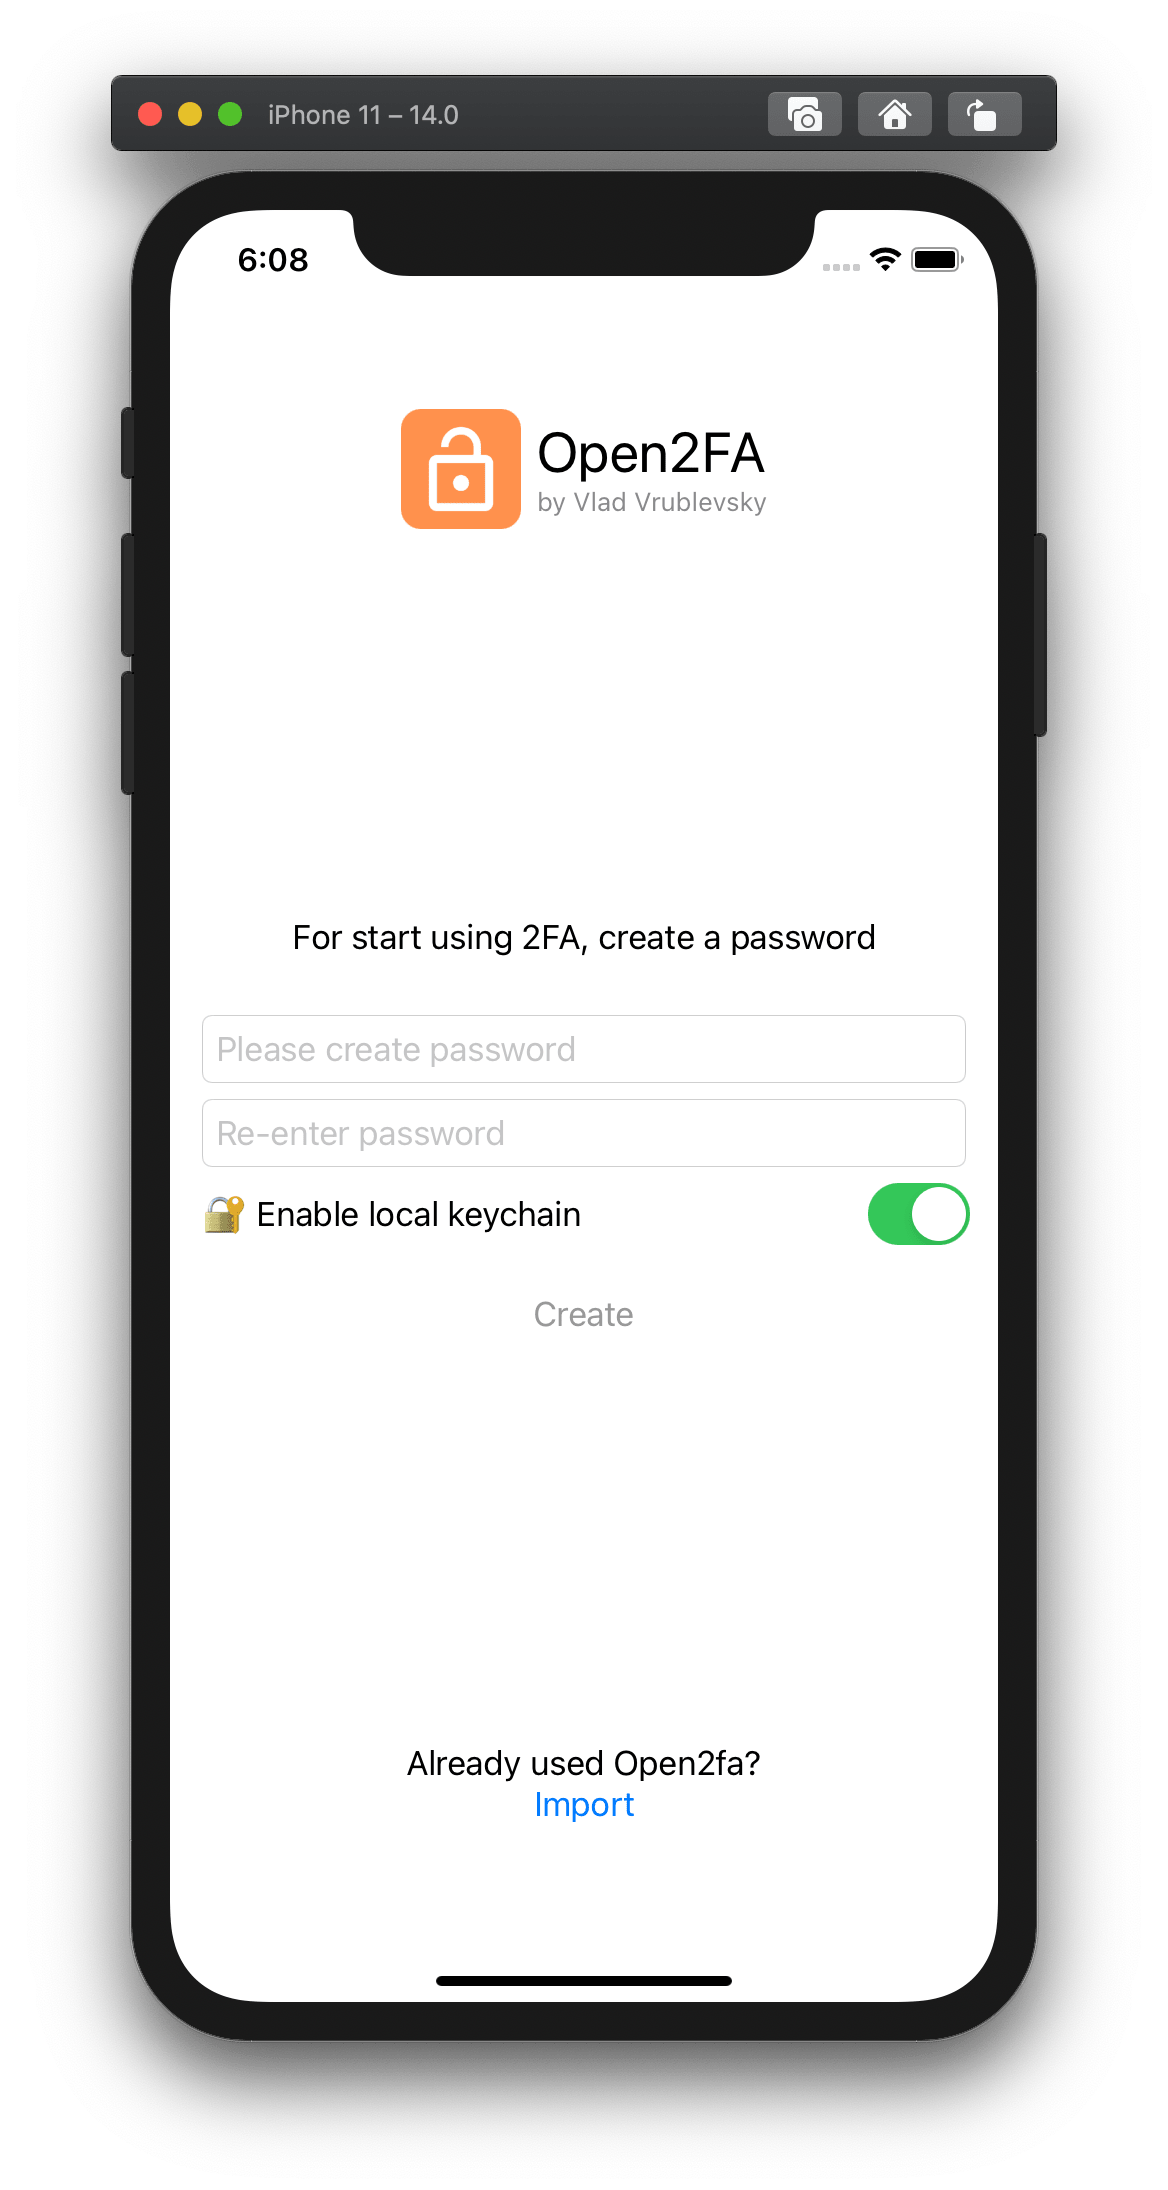 iPhone 11 – 14.0
6:08
Open2FA
by Vlad Vrublevsky
For start using 2FA, create a password
Please create password
Re-enter password
🔐 Enable local keychain
Create
Already used Open2fa?
Import